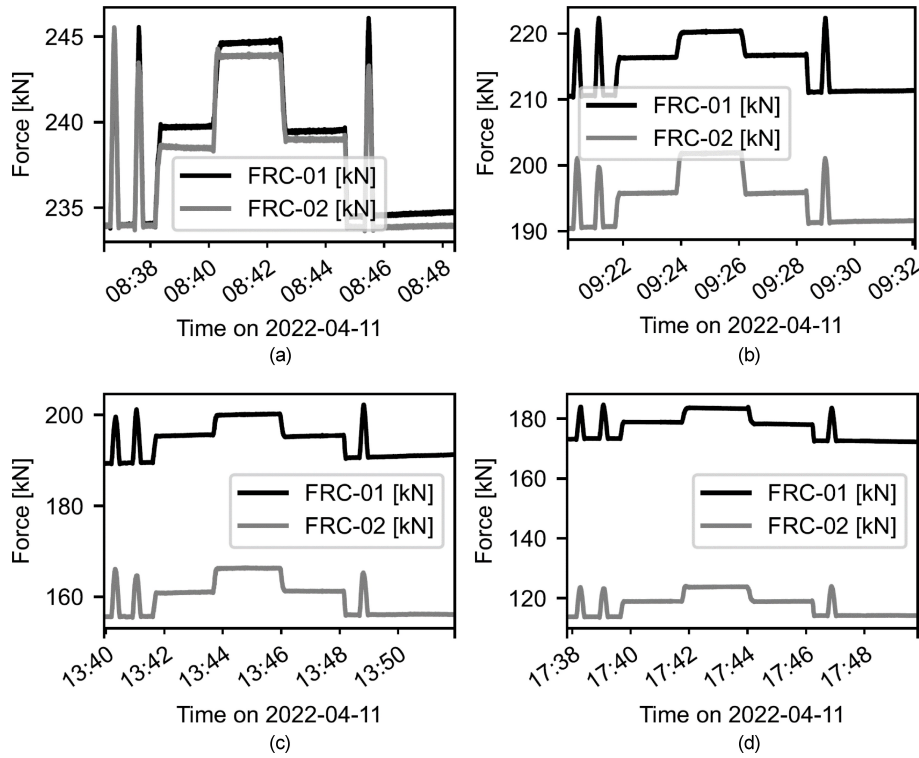 245
240
235
Force [kN]
FRC-01 [kN]
FRC-02 [kN]
08:38
08:40
08:42
08:44
08:46
08:48
Time on 2022-04-11
(a)
220
210
200
190
Force [kN]
FRC-01 [kN]
FRC-02 [kN]
09:22
09:24
09:26
09:28
09:30
09:32
Time on 2022-04-11
(b)
200
180
160
Force [kN]
FRC-01 [kN]
FRC-02 [kN]
13:40
13:42
13:44
13:46
13:48
13:50
Time on 2022-04-11
(c)
180
160
140
120
Force [kN]
FRC-01 [kN]
FRC-02 [kN]
17:38
17:40
17:42
17:44
17:46
17:48
Time on 2022-04-11
(d)